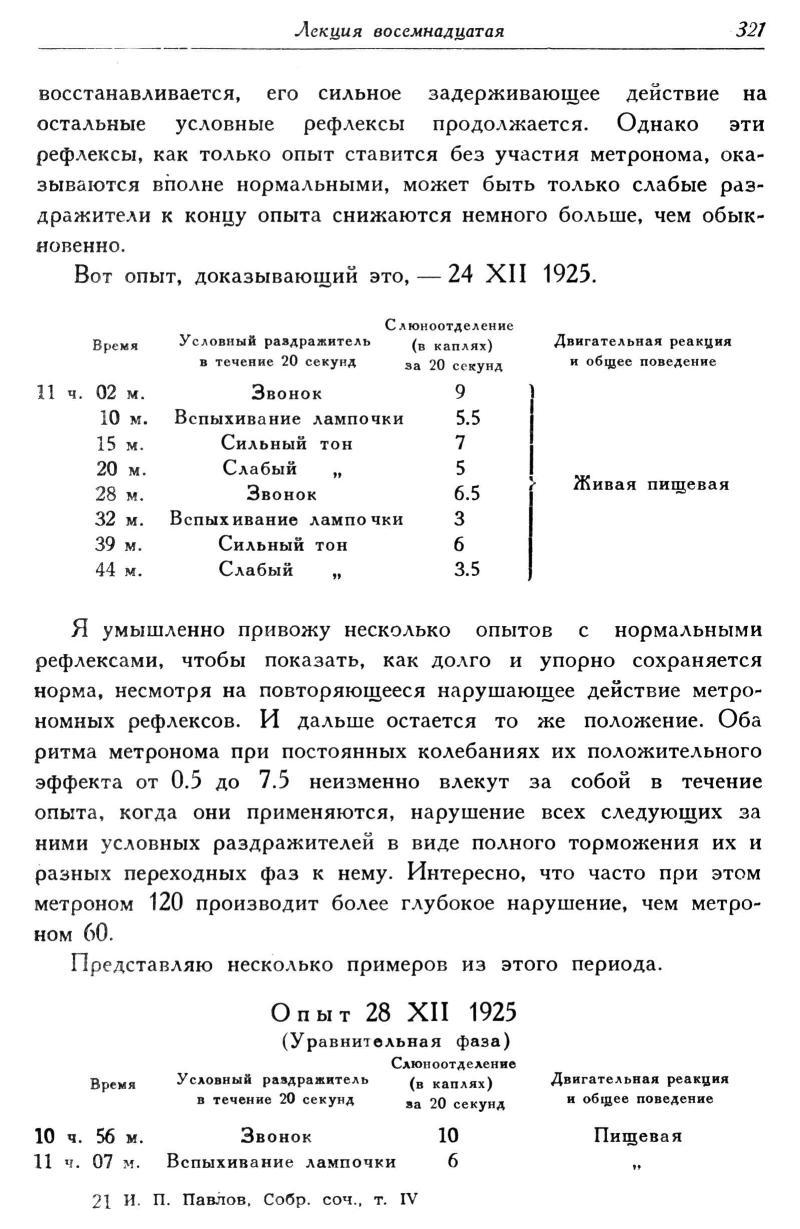 Лекция восемнадцатая 321
восстанавливается, его сильное задерживающее действие на
остальные условные рефлексы продолжается. Однако эти
рефлексы, как только опыт ставится без участия метронома, ока-
зываются вполне нормальными, может быть только слабые раз-
дражители к концу опыта снижаются немного больше, чем обык-
новенно.
Вот опыт, доказывающий это, — 24 XII 1925.
Время Условный раздражитель в течение 20 секунд Слюноотделение (в каплях) за 20 секунд Двигательная реакция и общее поведение
11 ч. 02 м. Звонок 9
10 м. Вспыхивание лампочки 5.5
15 м. Сильный тон 7
20 м. Слабый „ 5
Живая пищевая
28 м. Звонок 6.5
32 м. Вспыхивание лампочки 3
39 м. Сильный тон 6
44 м. Слабый „ 3.5
Я умышленно привожу несколько опытов с нормальными
рефлексами, чтобы показать, как долго и упорно сохраняется
норма, несмотря на повторяющееся нарушающее действие метро-
номных рефлексов. И дальше остается то же положение. Оба
ритма метронома при постоянных колебаниях их положительного
эффекта от 0.5 до 7.5 неизменно влекут за собой в течение
опыта, когда они применяются, нарушение всех следующих за
ними условных раздражителей в виде полного торможения их и
разных переходных фаз к нему. Интересно, что часто при этом
метроном 120 производит более глубокое нарушение, чем метро-
ном 60.
Представляю несколько примеров из этого периода.
Опыт 28 XII 1925
(Уравнительная фаза)
Время Условный раздражитель в течение 20 секунд Слюноотделение (в каплях) за 20 секунд Двигательная реакция и общее поведение
10 ч. 56 м. Звонок 10 Пищевая
11 ч. 07 м. Вспыхивание лампочки 6 „
21 И. П. Павлов, Собр. соч., т. IV